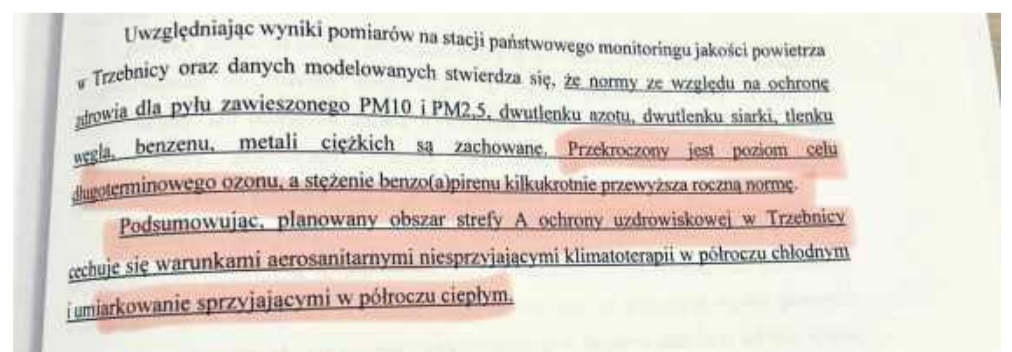 Uwzględniając wyniki pomiarów na stacji państwowego monitoringu jakości powietrza
w Trzebnicy oraz danych modelowanych stwierdza się, że normy ze względu na ochronę
zdrowia dla pyłu zawieszonego PM10 i PM2,5, dwutlenku azotu, dwutlenku siarki, tlenku
węgla, benzenu, metali ciężkich są zachowane. Przekroczony jest poziom celu
długoterminowego ozonu, a stężenie benzo(a)pirenu kilkukrotnie przewyższa roczną normę.
Podsumowując, planowany obszar strefy A ochrony uzdrowiskowej w Trzebnicy
cechuje się warunkami aerosanitarnymi niesprzyjającymi klimatoterapii w półroczu chłodnym
i umiarkowanie sprzyjającymi w półroczu ciepłym.